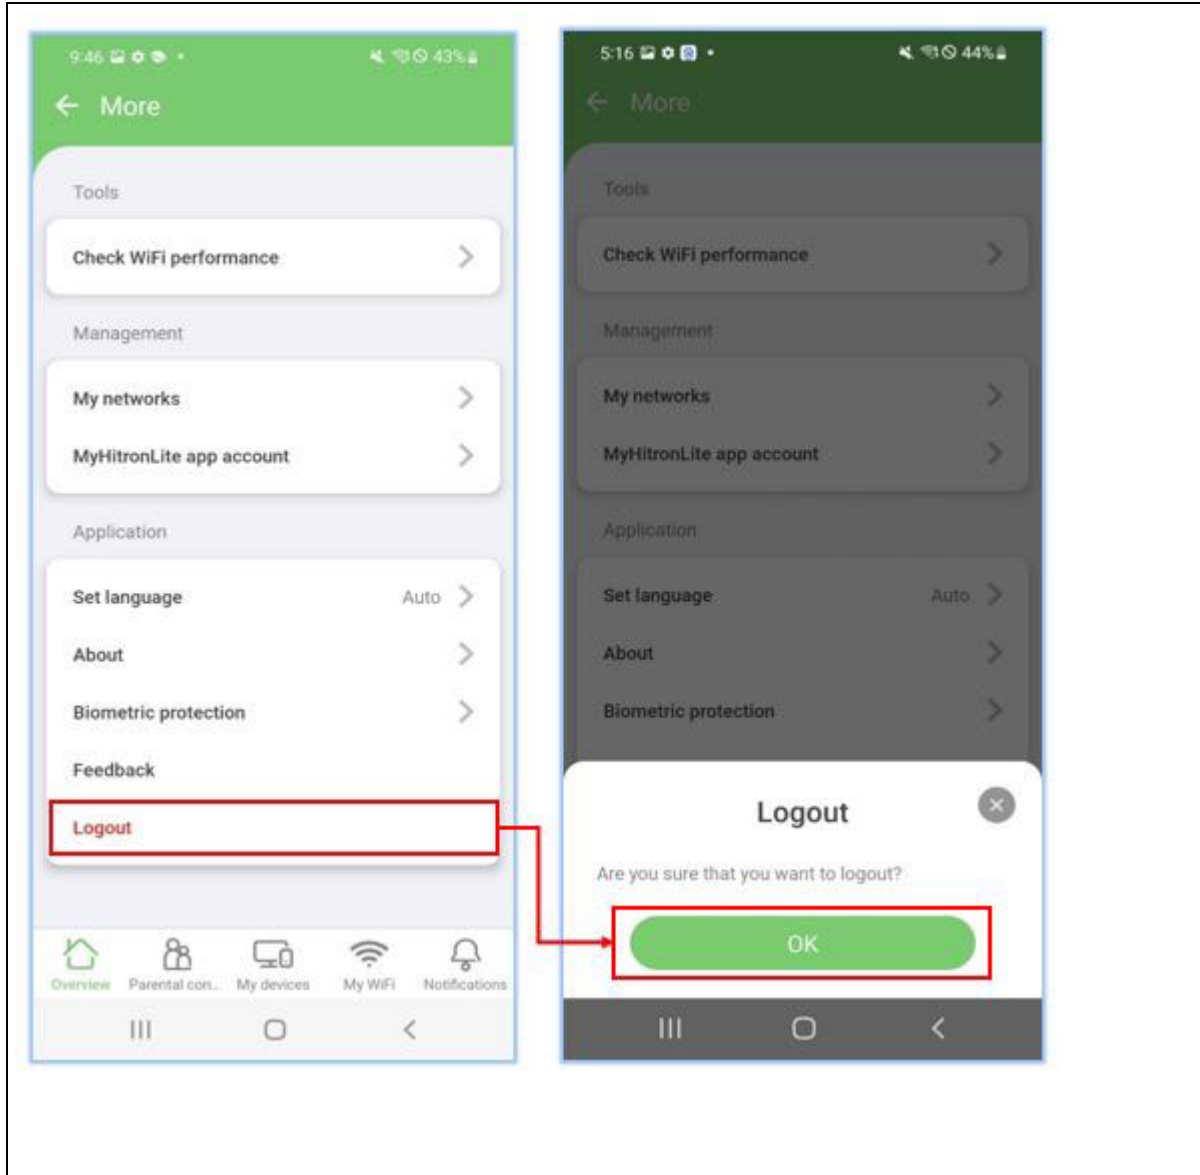 9:46
43%
More
Tools
Check WiFi performance
Management
My networks
MyHitronLite app account
Application
Set language Auto
About
Biometric protection
Feedback
Logout
Overview Parental con... My devices My WiFi Notifications
5:16
44%
More
Tools
Check WiFi performance
Management
My networks
MyHitronLite app account
Application
Set language Auto
About
Biometric protection
Logout
Are you sure that you want to logout?
OK